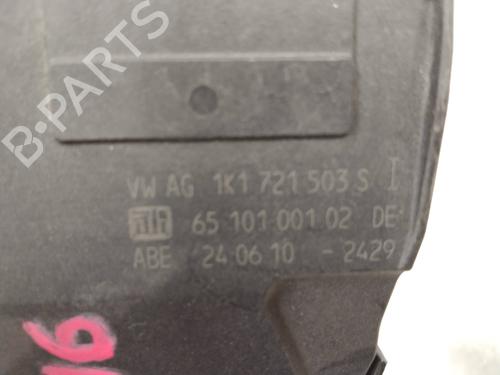 B-PARTS
VW AG 1K1 721 503 S I
65 101 001 02 DE
ABE 24 06 10 - 2429